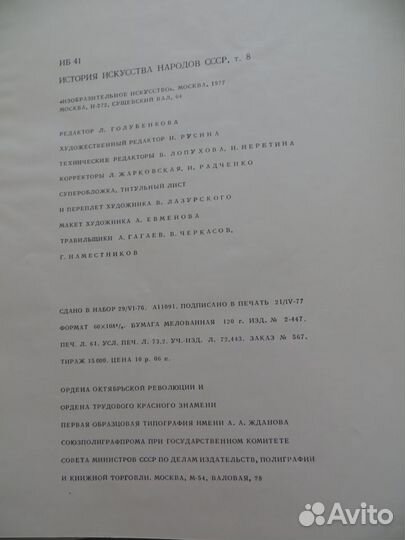 ИБ 41
ИСТОРИЯ ИСКУССТВА НАРОДОВ СССР, т. 8
«ИЗОБРАЗИТЕЛЬНОЕ ИСКУССТВО», МОСКВА, 1977
МОСКВА, И-272, СУЩЕВСКИЙ ВАЛ, 64
РЕДАКТОР Л. ГОЛУБЕНКОВА
ХУДОЖЕСТВЕННЫЙ РЕДАКТОР И. РУСИНА
ТЕХНИЧЕСКИЕ РЕДАКТОРЫ В. ЛОПУХОВА, Н. НЕРЕТИНА
КОРРЕКТОРЫ Л. ЖАРКОВСКАЯ, И. РАДЧЕНКО
СУПЕРОБЛОЖКА, ТИТУЛЬНЫЙ ЛИСТ
И ПЕРЕПЛЕТ ХУДОЖНИКА В. ЛАЗУРСКОГО
МАКЕТ ХУДОЖНИКА А. ЕВМЕНОВА
ТРАВИЛЬЩИКИ А. ГАГАЕВ, В. ЧЕРКАСОВ,
Г. НАМЕСТНИКОВ
СДАНО В НАБОР 29/VI-76. А11091. ПОДПИСАНО В ПЕЧАТЬ 21/IV-77
ФОРМАТ 60×108⅛. БУМАГА МЕЛОВАННАЯ 120 г. ИЗД. № 2-447.
ПЕЧ. Л. 61. УСЛ. ПЕЧ. Л. 73,2. УЧ.-ИЗД. Л. 72,443. ЗАКАЗ № 567.
ТИРАЖ 15 000. ЦЕНА 10 р. 06 к.
ОРДЕНА ОКТЯБРЬСКОЙ РЕВОЛЮЦИИ И
ОРДЕНА ТРУДОВОГО КРАСНОГО ЗНАМЕНИ
ПЕРВАЯ ОБРАЗЦОВАЯ ТИПОГРАФИЯ ИМЕНИ А. А. ЖДАНОВА
СОЮЗПОЛИГРАФПРОМА ПРИ ГОСУДАРСТВЕННОМ КОМИТЕТЕ
СОВЕТА МИНИСТРОВ СССР ПО ДЕЛАМ ИЗДАТЕЛЬСТВ, ПОЛИГРАФИИ
И КНИЖНОЙ ТОРГОВЛИ. МОСКВА, М-54, ВАЛОВАЯ, 28
Avito